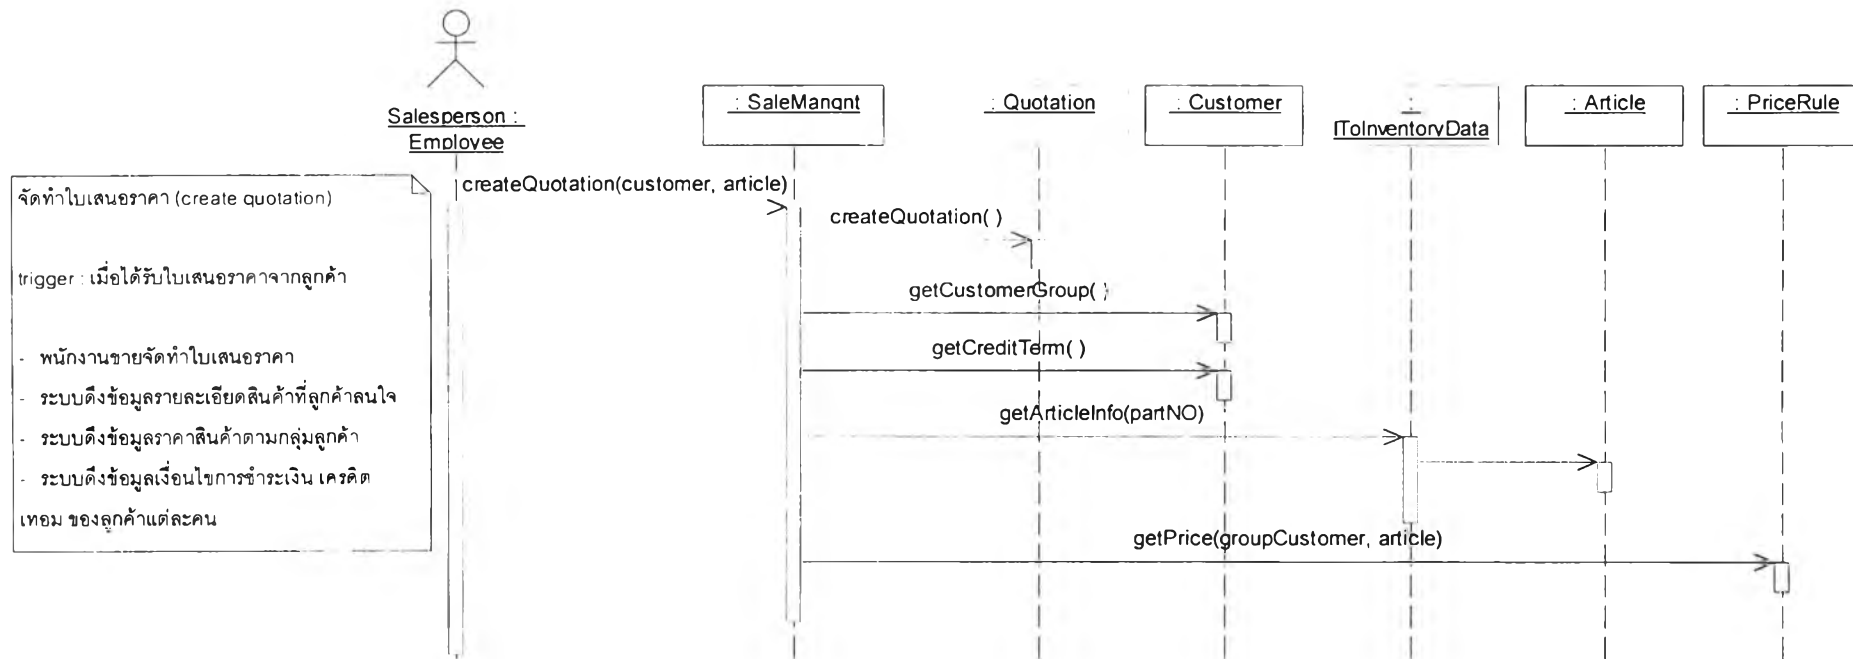 Salesperson :
Employee
: SaleMangnt
: Quotation
: Customer
:
IToInventoryData
: Article
: PriceRule
จัดทำใบเสนอราคา (create quotation)
trigger : เมื่อได้รับใบเสนอราคาจากลูกค้า
- พนักงานขายจัดทำใบเสนอราคา
- ระบบดึงข้อมูลรายละเอียดสินค้าที่ลูกค้าสนใจ
- ระบบดึงข้อมูลราคาสินค้าตามกลุ่มลูกค้า
- ระบบดึงข้อมูลเงื่อนไขการชำระเงิน เครดิต
เทอม ของลูกค้าแต่ละคน
createQuotation(customer, article)
createQuotation( )
getCustomerGroup( )
getCreditTerm( )
getArticleInfo(partNO)
getPrice(groupCustomer, article)